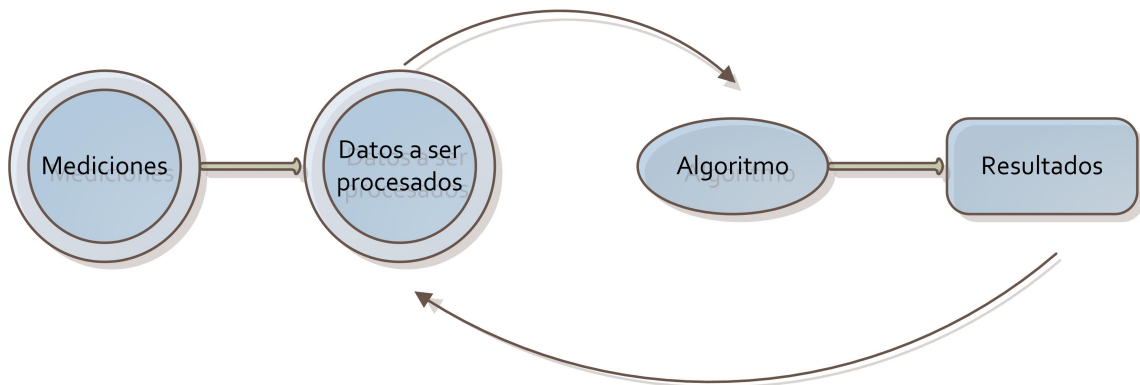 Mediciones
Datos a ser
procesados
Algoritmo
Resultados